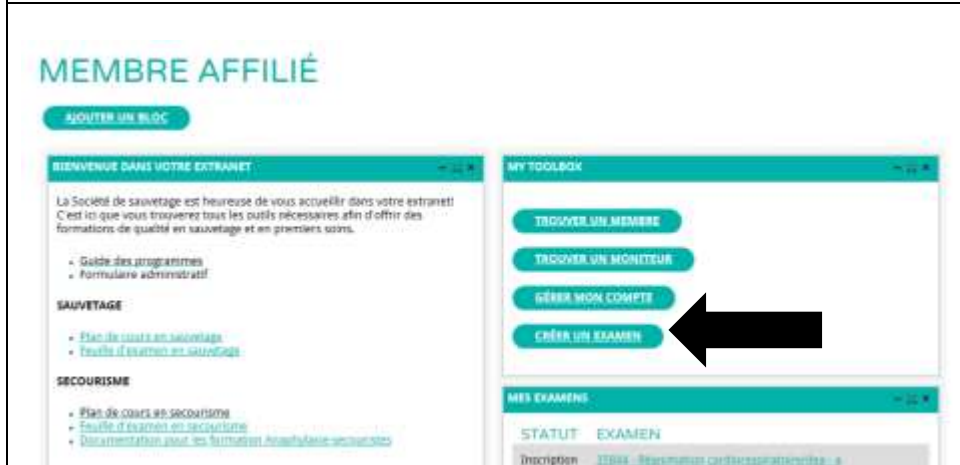 MEMBRE AFFILIÉ
AJOUTER UN BLOC
BIENVENUE DANS VOTRE EXTRANET
La Société de sauvetage est heureuse de vous accueillir dans votre extranet!
C'est ici que vous trouverez tous les outils nécessaires afin d'offrir des
formations de qualité en sauvetage et en premiers soins.
Guide des programmes
Formulaire administratif
SAUVETAGE
Plan de cours en sauvetage
Feuille d'examen en sauvetage
SECOURISME
Plan de cours en secourisme
Feuille d'examen en secourisme
Documentation pour les formation Anaphylaxie-secouristes
MY TOOLBOX
TROUVER UN MEMBRE
TROUVER UN MONITEUR
GÉRER MON COMPTE
CRÉER UN EXAMEN
MES EXAMENS
STATUT EXAMEN
Inscription